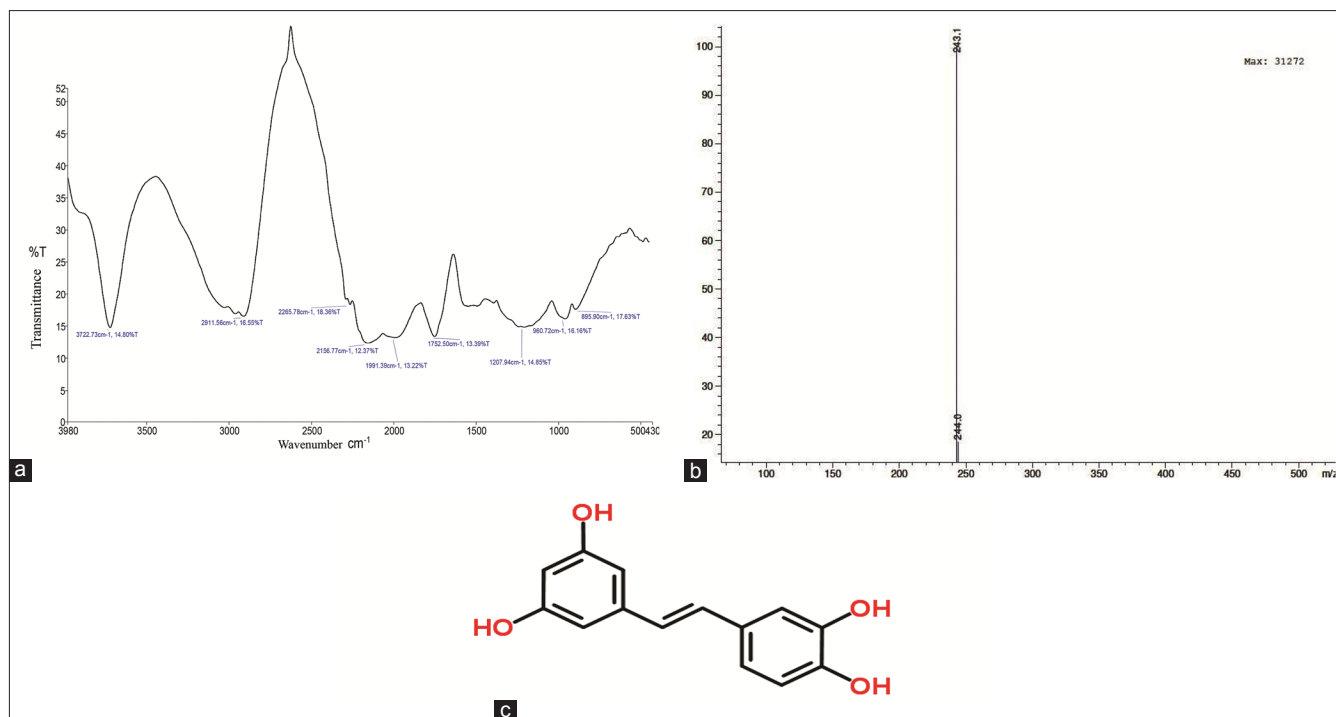 52
50
45
40
35
30
25
20
15
10
5
0
%T
Transmittance
3722.73cm-1, 14.80%T
2911.56cm-1, 16.55%T
2265.78cm-1, 18.36%T
2156.77cm-1, 12.37%T
1991.39cm-1, 13.22%T
1752.50cm-1, 13.39%T
1207.94cm-1, 14.85%T
960.72cm-1, 16.16%T
895.90cm-1, 17.63%T
3980 3500 3000 2500 2000 1500 1000 500430
Wavenumber cm-1
a
100
90
80
70
60
50
40
30
20
243.1
244.0
Max: 31272
100 150 200 250 300 350 400 450 500 m/z
b
OH
HO
OH
OH
c